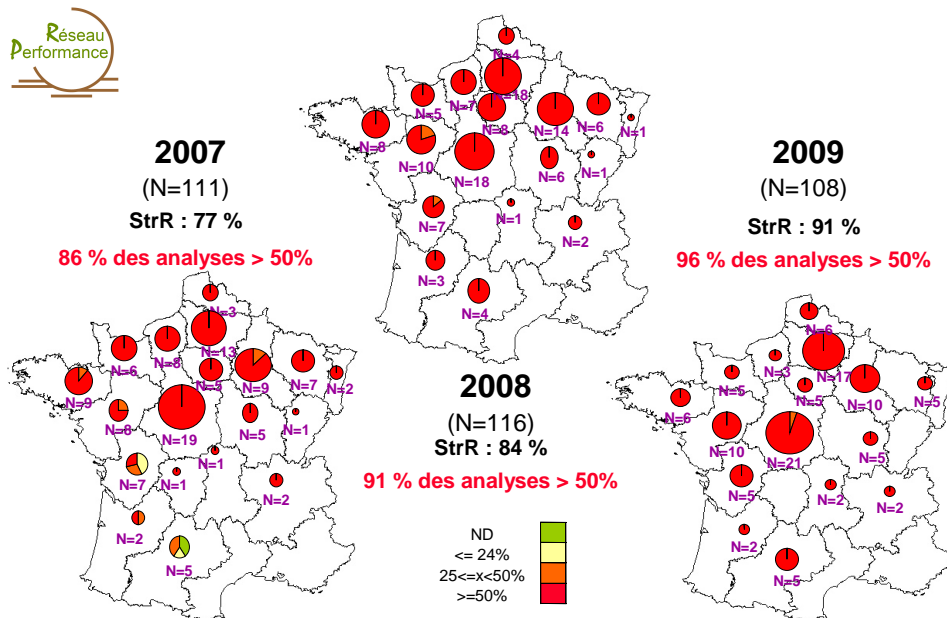 Réseau
Performance
2007
(N=111)
StrR : 77 %
86 % des analyses > 50%
N=4
N=18
N=7
N=5
N=8
N=8
N=14
N=6
N=1
N=10
N=18
N=6
N=1
N=7
N=1
N=2
N=3
N=4
2009
(N=108)
StrR : 91 %
96 % des analyses > 50%
N=3
N=13
N=8
N=6
N=5
N=9
N=7
N=2
N=9
N=8
N=19
N=5
N=1
N=1
N=7
N=1
N=2
N=2
N=5
2008
(N=116)
StrR : 84 %
91 % des analyses > 50%
ND
<= 24%
25<=x<50%
>=50%
N=6
N=17
N=3
N=5
N=5
N=10
N=5
N=6
N=10
N=21
N=5
N=5
N=2
N=2
N=2
N=5